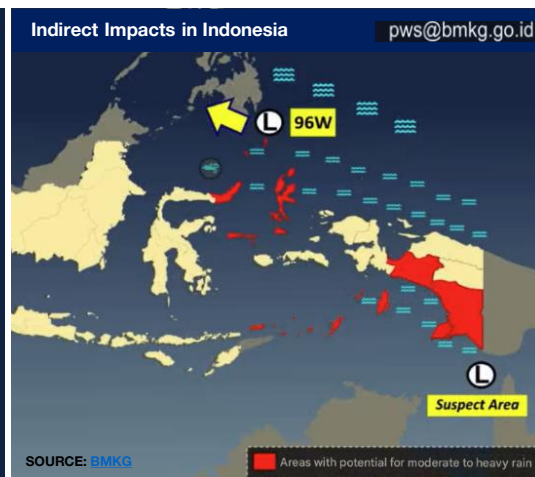 Indirect Impacts in Indonesia
pws@bmkg.go.id
L 96W
L
Suspect Area
SOURCE: BMKG
Areas with potential for moderate to heavy rain